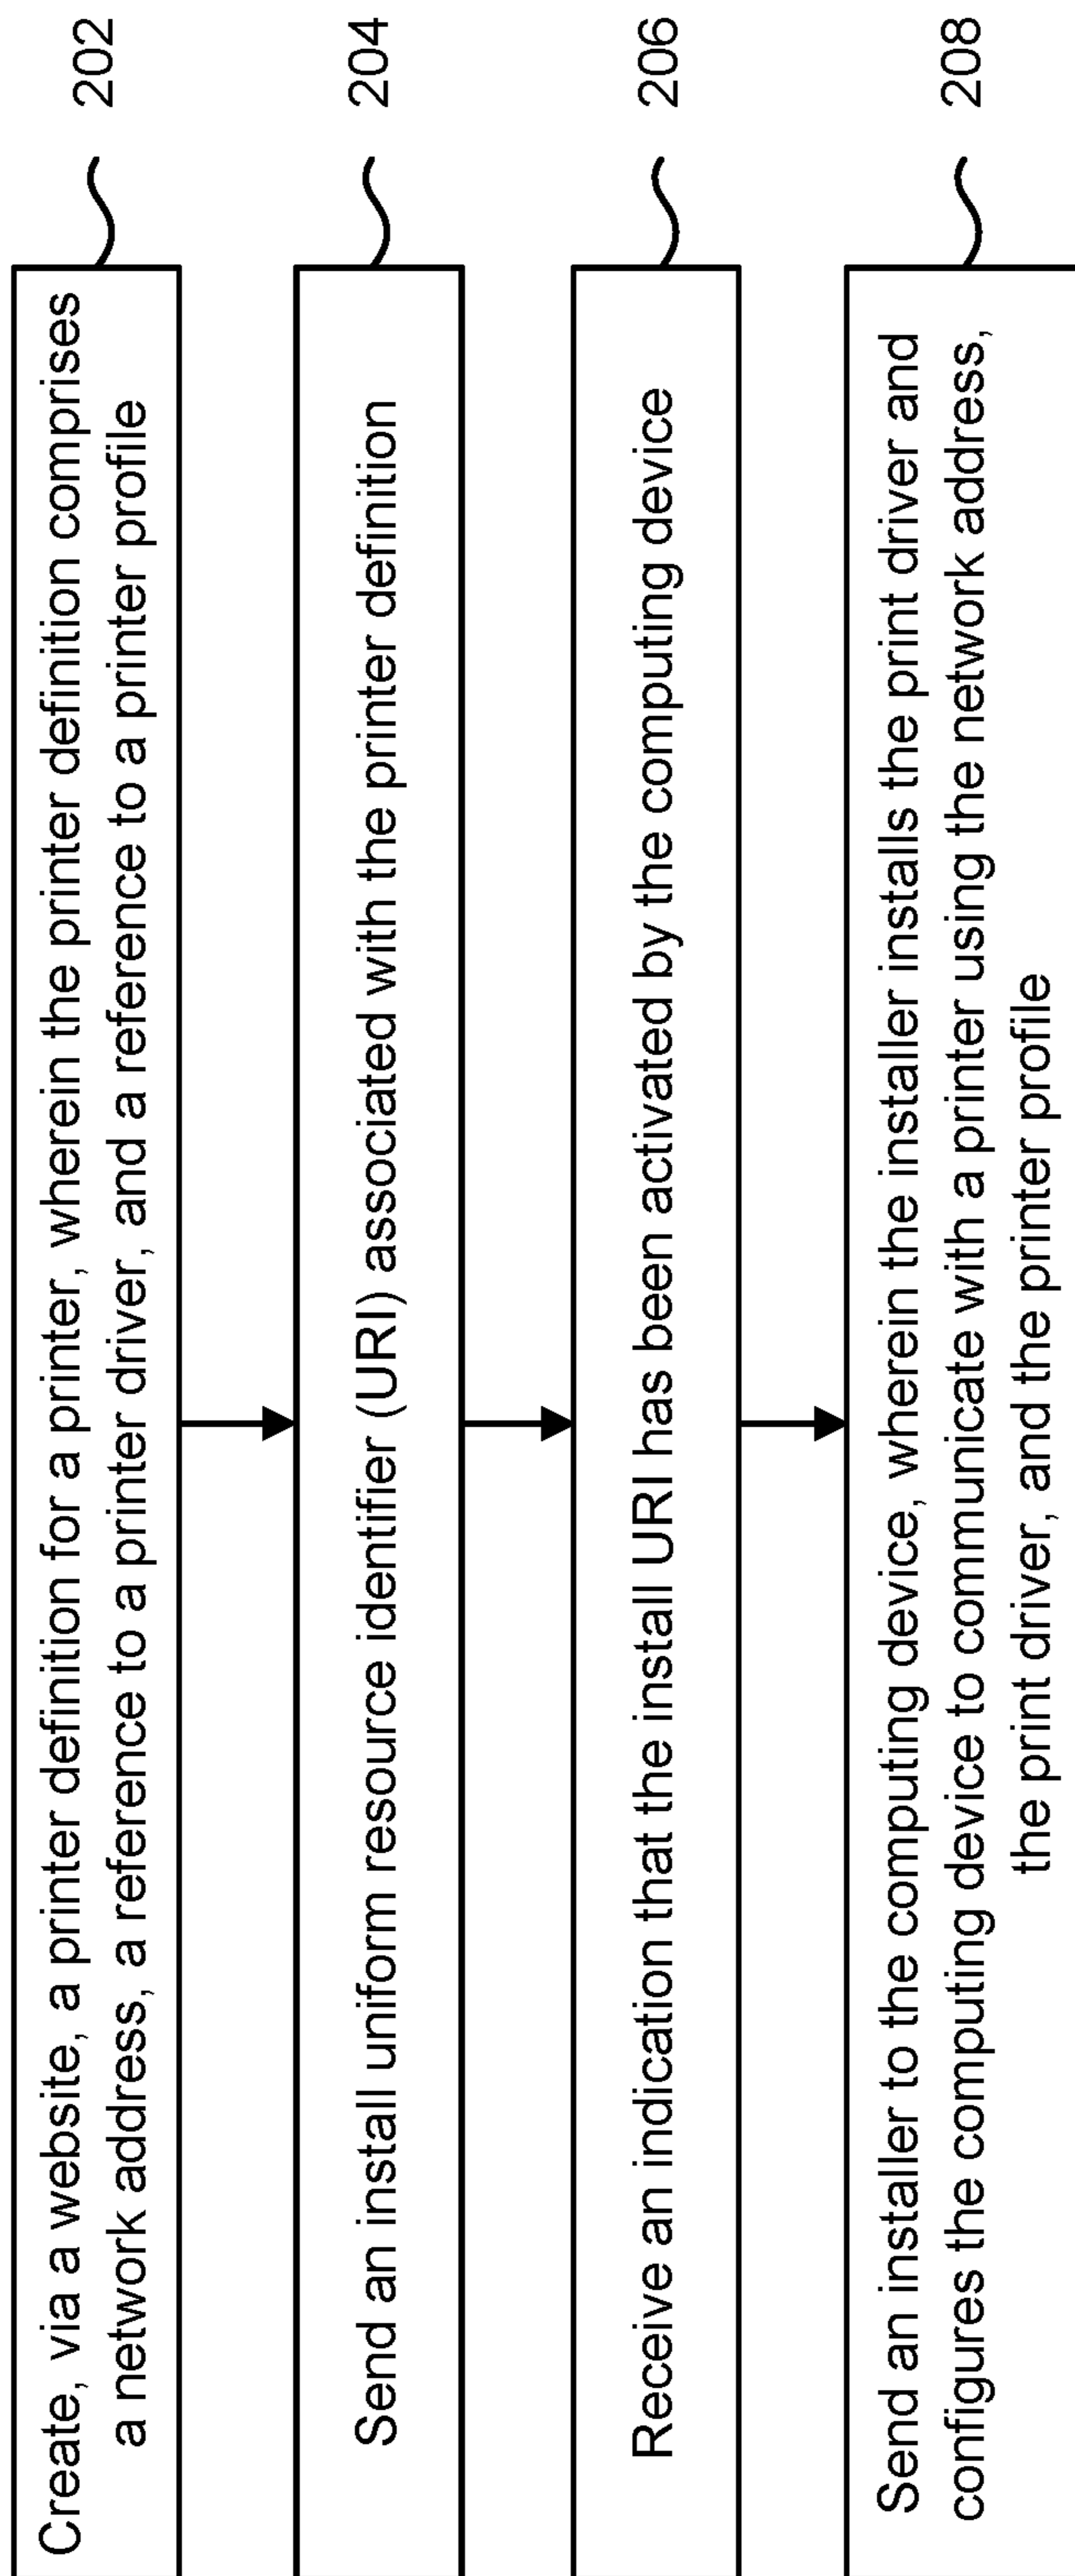 Create, via a website, a printer definition for a printer, wherein the printer definition comprises
a network address, a reference to a printer driver, and a reference to a printer profile
202
Send an install uniform resource identifier (URI) associated with the printer definition
204
Receive an indication that the install URI has been activated by the computing device
206
Send an installer to the computing device, wherein the installer installs the print driver and
configures the computing device to communicate with a printer using the network address,
the print driver, and the printer profile
208